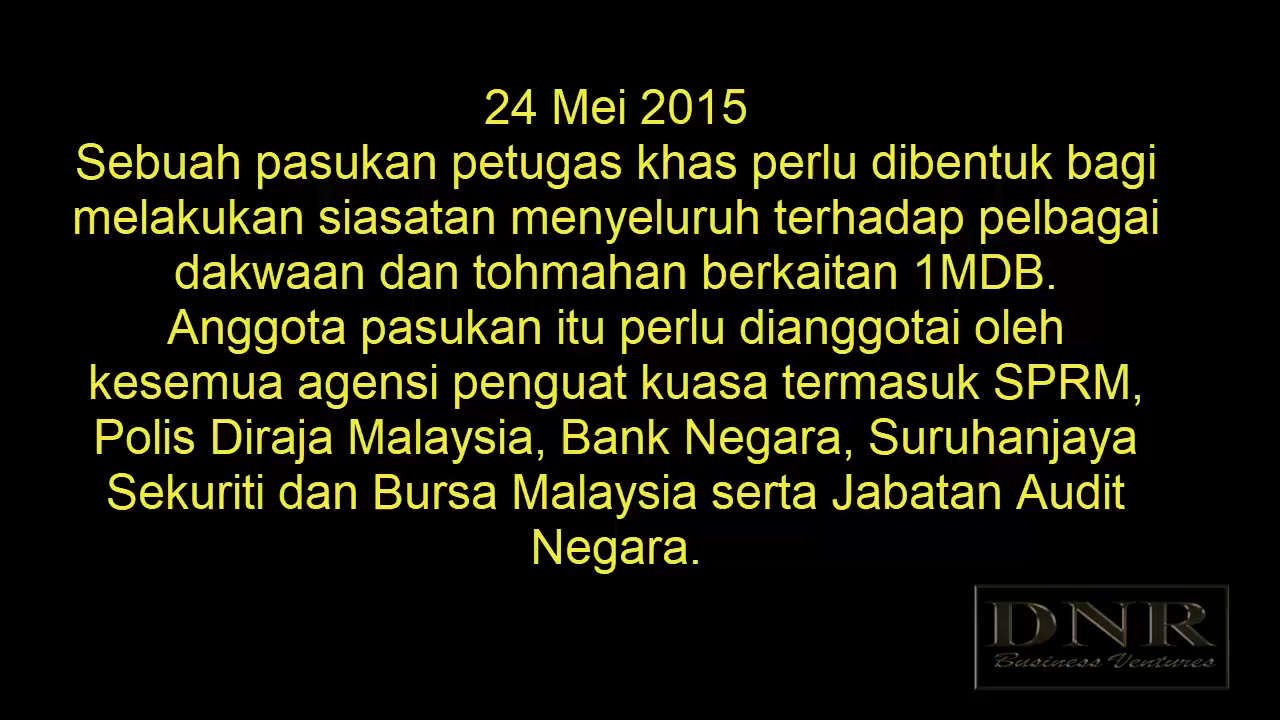 24 Mei 2015
Sebuah pasukan petugas khas perlu dibentuk bagi
melakukan siasatan menyeluruh terhadap pelbagai
dakwaan dan tohmahan berkaitan 1MDB.
Anggota pasukan itu perlu dianggotai oleh
kesemua agensi penguat kuasa termasuk SPRM,
Polis Diraja Malaysia, Bank Negara, Suruhanjaya
Sekuriti dan Bursa Malaysia serta Jabatan Audit
Negara.
DNR
Business Ventures